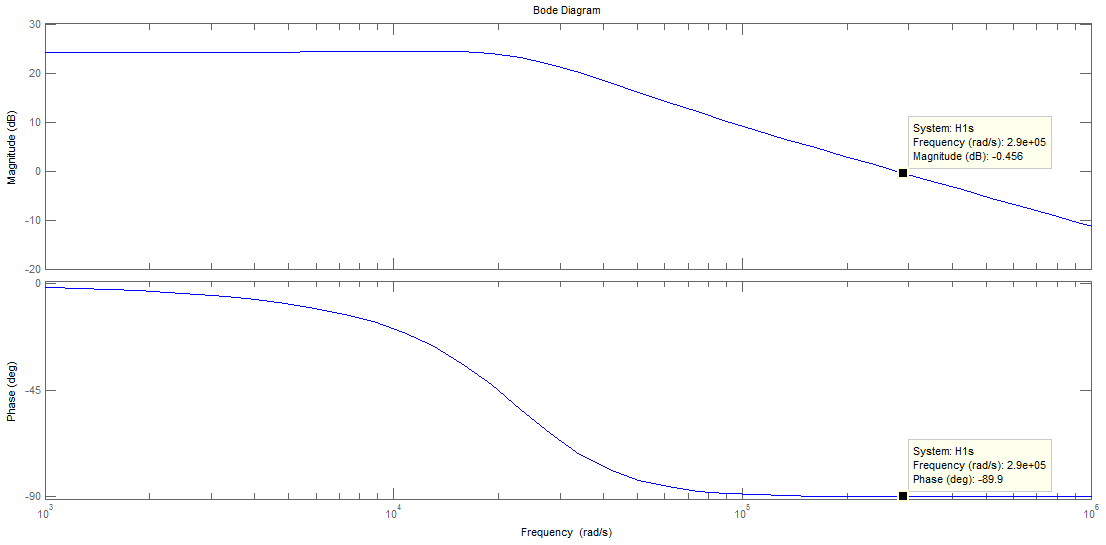 Bode Diagram
30
20
10
0
-10
-20
Magnitude (dB)
System: H1s
Frequency (rad/s): 2.9e+05
Magnitude (dB): -0.456
0
-45
-90
Phase (deg)
System: H1s
Frequency (rad/s): 2.9e+05
Phase (deg): -89.9
10^3 10^4 10^5 10^6
Frequency (rad/s)